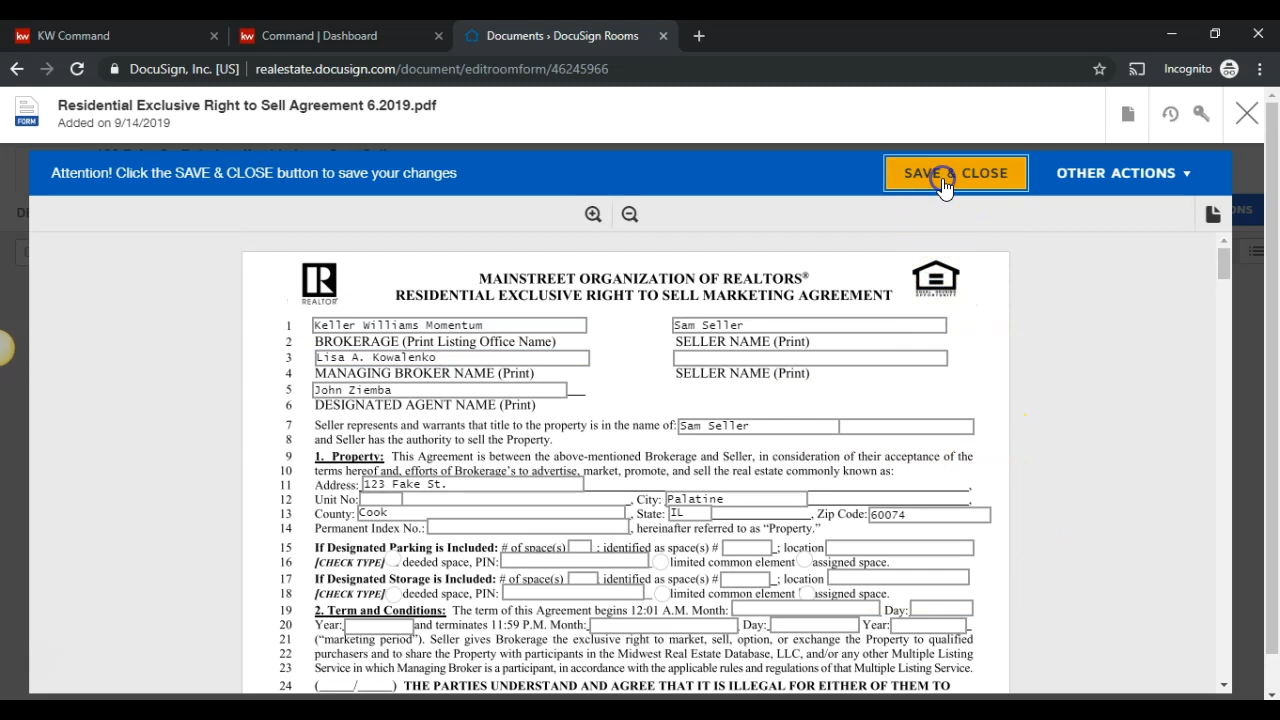 KW Command
Command | Dashboard
Documents › DocuSign Rooms
DocuSign, Inc. [US] realestate.docusign.com/document/editroomform/46245966
Incognito
FORM
Residential Exclusive Right to Sell Agreement 6.2019.pdf
Added on 9/14/2019
Attention! Click the SAVE & CLOSE button to save your changes
SAVE & CLOSE
OTHER ACTIONS
REALTOR®
MAINSTREET ORGANIZATION OF REALTORS®
RESIDENTIAL EXCLUSIVE RIGHT TO SELL MARKETING AGREEMENT
1 Keller Williams Momentum Sam Seller
2 BROKERAGE (Print Listing Office Name) SELLER NAME (Print)
3 Lisa A. Kowalenko
4 MANAGING BROKER NAME (Print) SELLER NAME (Print)
5 John Ziemba
6 DESIGNATED AGENT NAME (Print)
7 Seller represents and warrants that title to the property is in the name of: Sam Seller
8 and Seller has the authority to sell the Property.
9 1. Property: This Agreement is between the above-mentioned Brokerage and Seller, in consideration of their acceptance of the
10 terms hereof and, efforts of Brokerage's to advertise, market, promote, and sell the real estate commonly known as:
11 Address: 123 Fake St. ,
12 Unit No: , City: Palatine ,
13 County: Cook , State: IL , Zip Code: 60074
14 Permanent Index No.: , hereinafter referred to as “Property.”
15 If Designated Parking is Included: # of space(s) ; identified as space(s) # ; location
16 [CHECK TYPE] deeded space, PIN: limited common element assigned space.
17 If Designated Storage is Included: # of space(s) identified as space(s) # ; location
18 [CHECK TYPE] deeded space, PIN: limited common element assigned space.
19 2. Term and Conditions: The term of this Agreement begins 12:01 A.M. Month: Day:
20 Year: and terminates 11:59 P.M. Month: Day: Year:
21 (“marketing period”). Seller gives Brokerage the exclusive right to market, sell, option, or exchange the Property to qualified
22 purchasers and to share the Property with participants in the Midwest Real Estate Database, LLC, and/or any other Multiple Listing
23 Service in which Managing Broker is a participant, in accordance with the applicable rules and regulations of that Multiple Listing Service.
24 (_____/_____) THE PARTIES UNDERSTAND AND AGREE THAT IT IS ILLEGAL FOR EITHER OF THEM TO